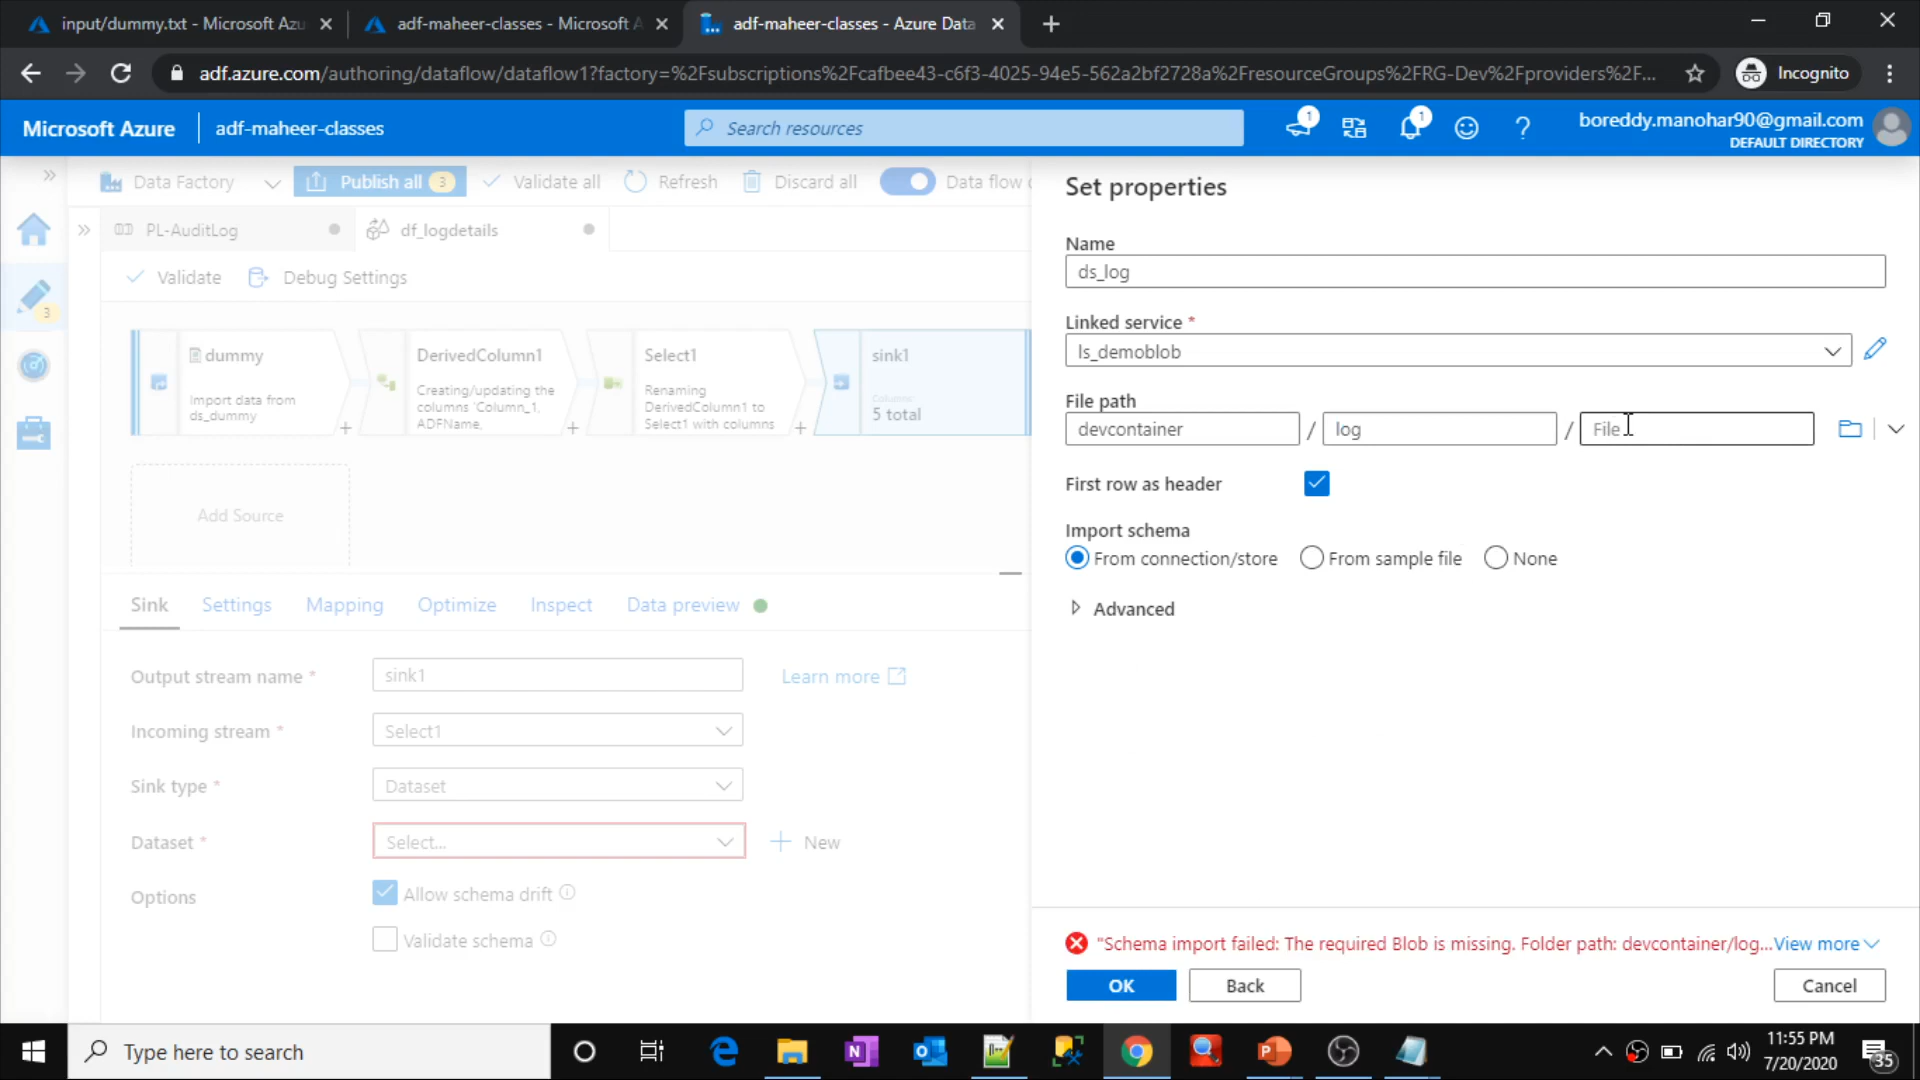 input/dummy.txt - Microsoft Azu
adf-maheer-classes - Microsoft A
adf-maheer-classes - Azure Data
adf.azure.com/authoring/dataflow/dataflow1?factory=%2Fsubscriptions%2Fcafbee43-c6f3-4025-94e5-562a2bf2728a%2FresourceGroups%2FRG-Dev%2Fproviders%2F...
Incognito
Microsoft Azure
adf-maheer-classes
Search resources
1
1
boreddy.manohar90@gmail.com
DEFAULT DIRECTORY
Data Factory
Publish all
3
Validate all
Refresh
Discard all
Data flow
PL-AuditLog
df_logdetails
3
Validate
Debug Settings
dummy
Import data from
ds_dummy
DerivedColumn1
Creating/updating the
columns 'Column_1,
ADFName,
Select1
Renaming
DerivedColumn1 to
Select1 with columns
sink1
Columns:
5 total
+
+
+
Add Source
Sink
Settings
Mapping
Optimize
Inspect
Data preview
Output stream name *
sink1
Learn more
Incoming stream *
Select1
Sink type *
Dataset
Dataset *
Select...
New
Options
Allow schema drift
Validate schema
Set properties
Name
ds_log
Linked service *
ls_demoblob
File path
devcontainer
/
log
/
File
First row as header
Import schema
From connection/store
From sample file
None
Advanced
"Schema import failed: The required Blob is missing. Folder path: devcontainer/log...
View more
OK
Back
Cancel
Type here to search
11:55 PM
7/20/2020
35